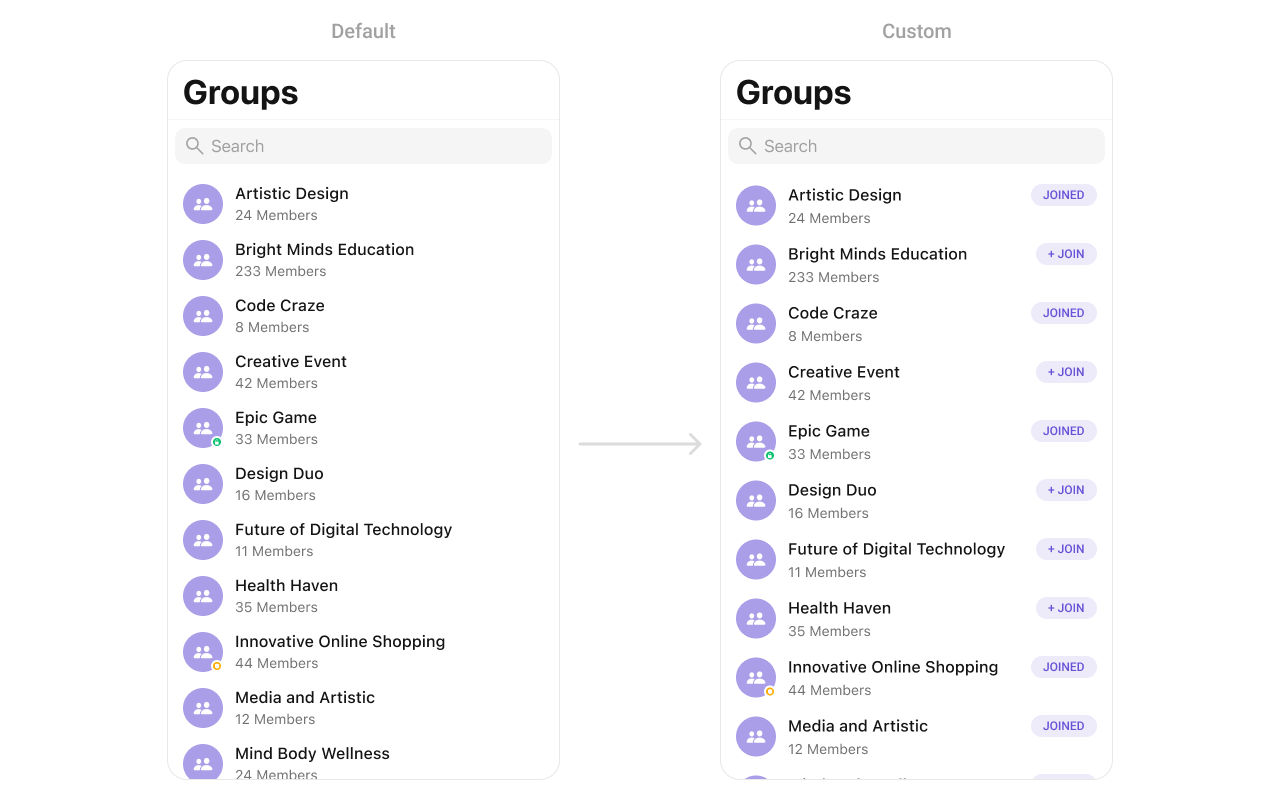 Default
Groups
Search
Artistic Design
24 Members
Bright Minds Education
233 Members
Code Craze
8 Members
Creative Event
42 Members
Epic Game
33 Members
Design Duo
16 Members
Future of Digital Technology
11 Members
Health Haven
35 Members
Innovative Online Shopping
44 Members
Media and Artistic
12 Members
Mind Body Wellness
24 Members
Custom
Groups
Search
Artistic Design
JOINED
24 Members
Bright Minds Education
+ JOIN
233 Members
Code Craze
JOINED
8 Members
Creative Event
+ JOIN
42 Members
Epic Game
JOINED
33 Members
Design Duo
+ JOIN
16 Members
Future of Digital Technology
+ JOIN
11 Members
Health Haven
+ JOIN
35 Members
Innovative Online Shopping
JOINED
44 Members
Media and Artistic
JOINED
12 Members